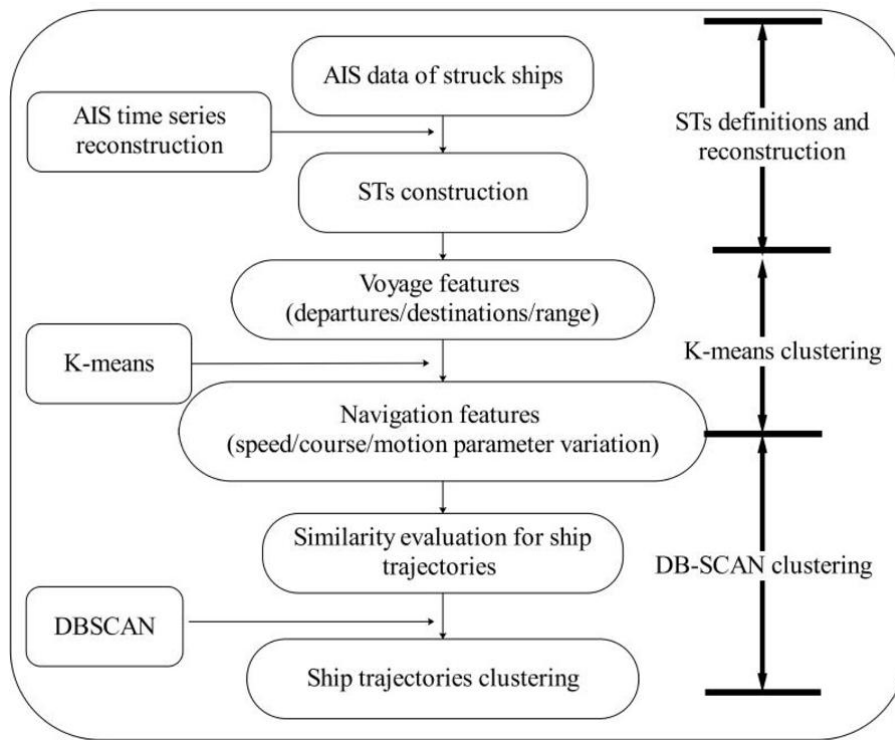 AIS data of struck ships
AIS time series
reconstruction
STs definitions and
reconstruction
STs construction
Voyage features
(departures/destinations/range)
K-means
K-means clustering
Navigation features
(speed/course/motion parameter variation)
Similarity evaluation for ship
trajectories
DB-SCAN clustering
DBSCAN
Ship trajectories clustering